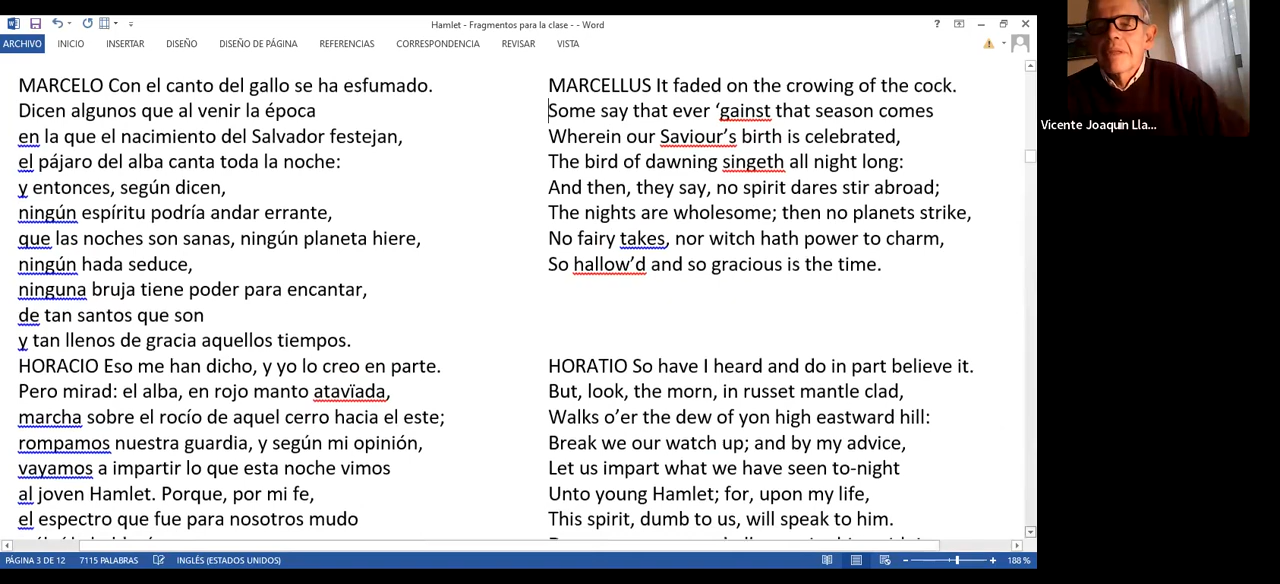 Hamlet - Fragmentos para la clase - - Word
?
ARCHIVO INICIO INSERTAR DISEÑO DISEÑO DE PÁGINA REFERENCIAS CORRESPONDENCIA REVISAR VISTA
MARCELO Con el canto del gallo se ha esfumado.
Dicen algunos que al venir la época
en la que el nacimiento del Salvador festejan,
el pájaro del alba canta toda la noche:
y entonces, según dicen,
ningún espíritu podría andar errante,
que las noches son sanas, ningún planeta hiere,
ningún hada seduce,
ninguna bruja tiene poder para encantar,
de tan santos que son
y tan llenos de gracia aquellos tiempos.
HORACIO Eso me han dicho, y yo lo creo en parte.
Pero mirad: el alba, en rojo manto atavïada,
marcha sobre el rocío de aquel cerro hacia el este;
rompamos nuestra guardia, y según mi opinión,
vayamos a impartir lo que esta noche vimos
al joven Hamlet. Porque, por mi fe,
el espectro que fue para nosotros mudo
MARCELLUS It faded on the crowing of the cock.
Some say that ever ‘gainst that season comes
Wherein our Saviour’s birth is celebrated,
The bird of dawning singeth all night long:
And then, they say, no spirit dares stir abroad;
The nights are wholesome; then no planets strike,
No fairy takes, nor witch hath power to charm,
So hallow’d and so gracious is the time.
HORATIO So have I heard and do in part believe it.
But, look, the morn, in russet mantle clad,
Walks o’er the dew of yon high eastward hill:
Break we our watch up; and by my advice,
Let us impart what we have seen to-night
Unto young Hamlet; for, upon my life,
This spirit, dumb to us, will speak to him.
Vicente Joaquin Lla...
PÁGINA 3 DE 12 7115 PALABRAS INGLÉS (ESTADOS UNIDOS) 188 %